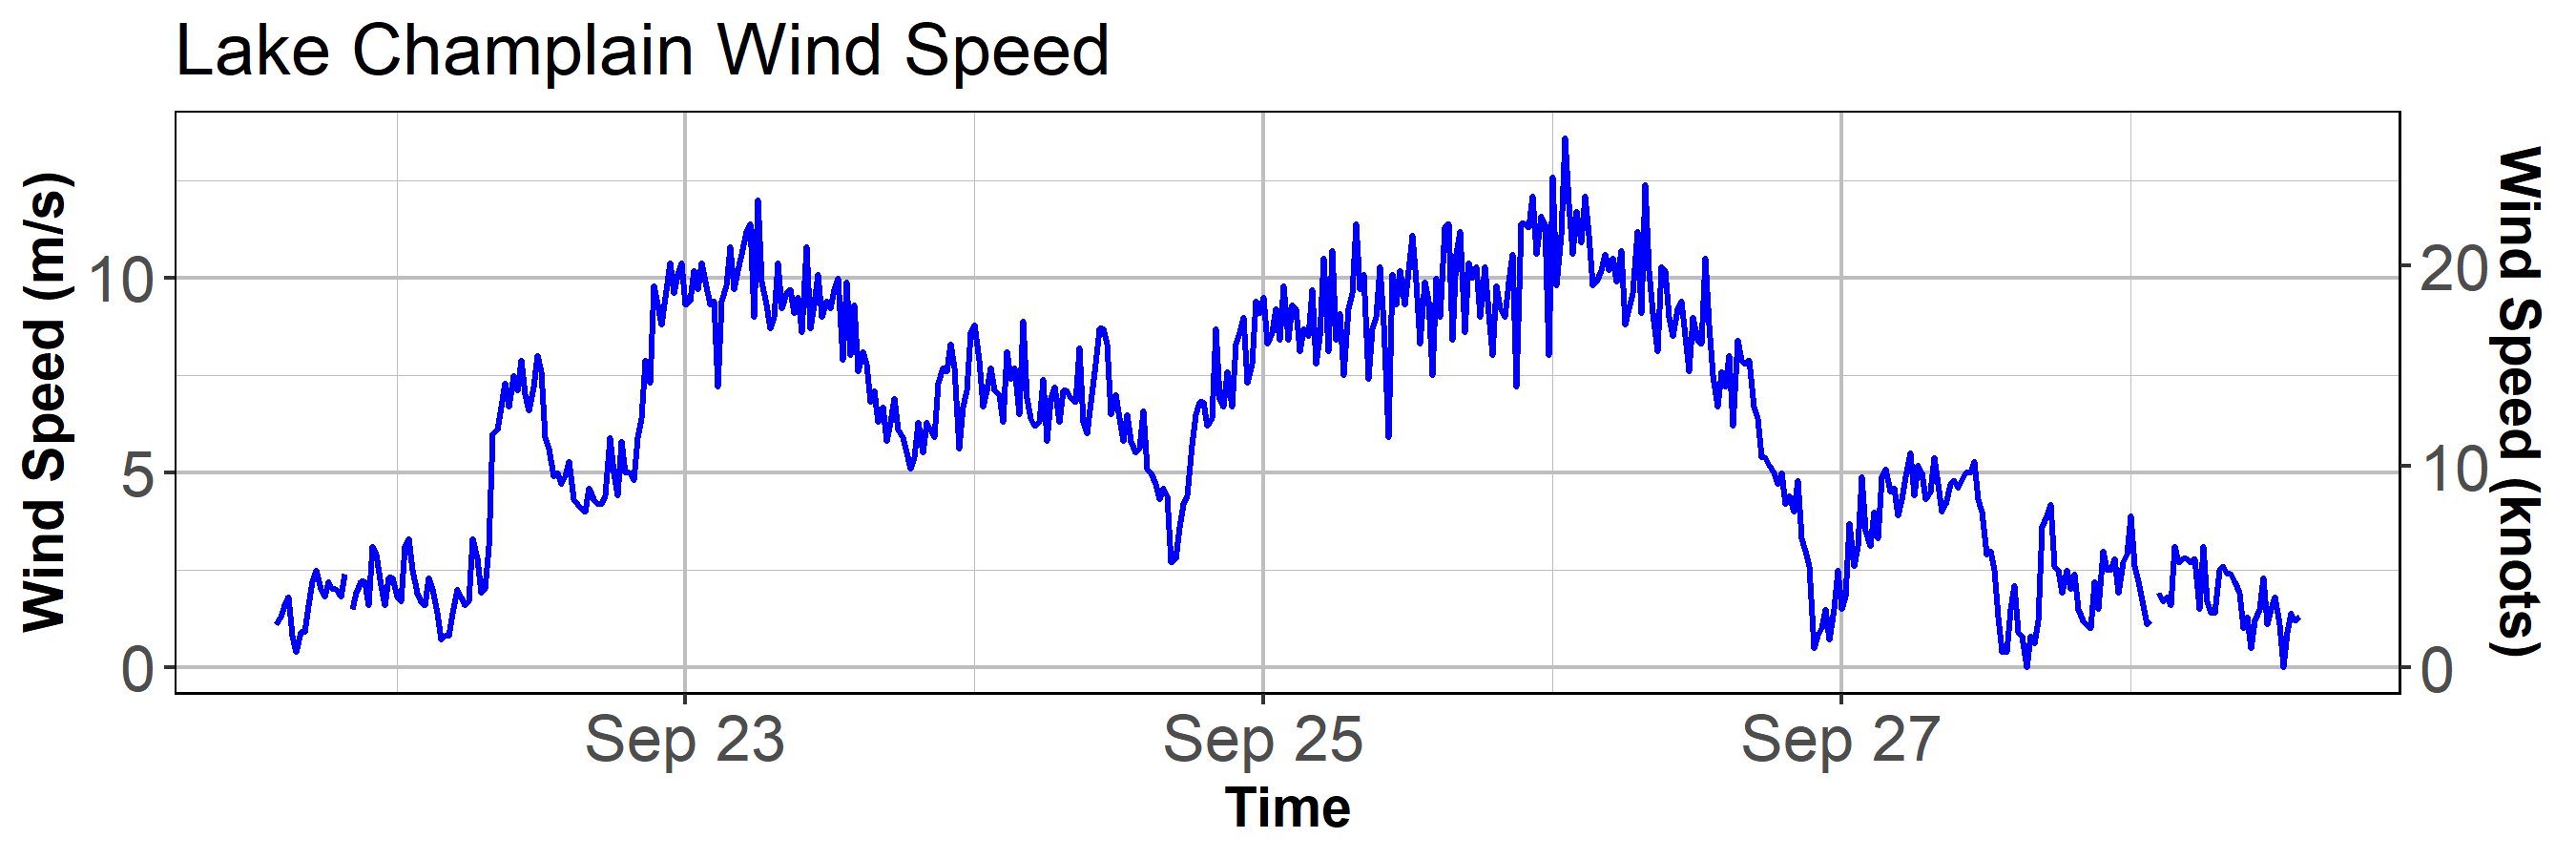 Lake Champlain Wind Speed
Wind Speed (m/s)
10
5
0
20
10
0
Wind Speed (knots)
Sep 23
Sep 25
Sep 27
Time